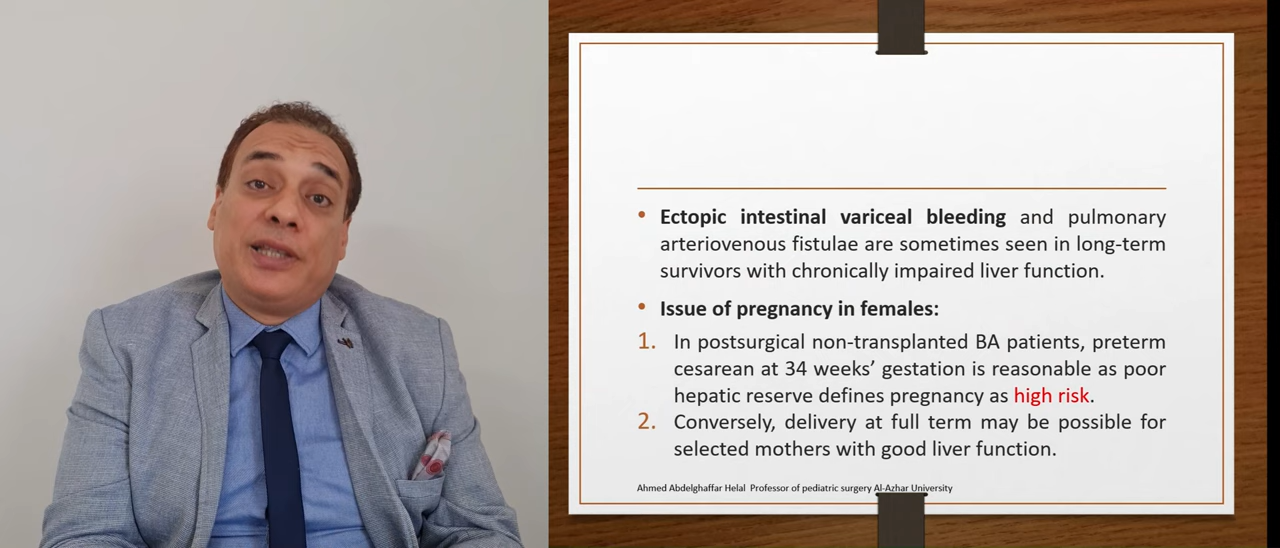 • Ectopic intestinal variceal bleeding and pulmonary
arteriovenous fistulae are sometimes seen in long-term
survivors with chronically impaired liver function.
• Issue of pregnancy in females:
1. In postsurgical non-transplanted BA patients, preterm
cesarean at 34 weeks’ gestation is reasonable as poor
hepatic reserve defines pregnancy as high risk.
2. Conversely, delivery at full term may be possible for
selected mothers with good liver function.
Ahmed Abdelghaffar Helal Professor of pediatric surgery Al-Azhar University